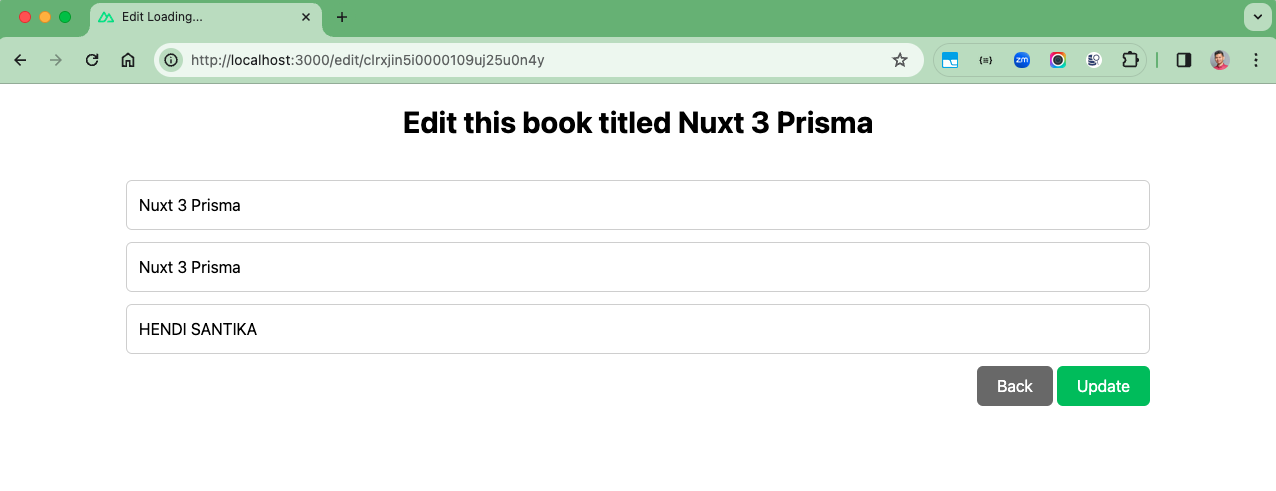 Edit Loading...
http://localhost:3000/edit/clrxjin5i0000109uj25u0n4y
{≡}
zm
Edit this book titled Nuxt 3 Prisma
Nuxt 3 Prisma
Nuxt 3 Prisma
HENDI SANTIKA
Back Update